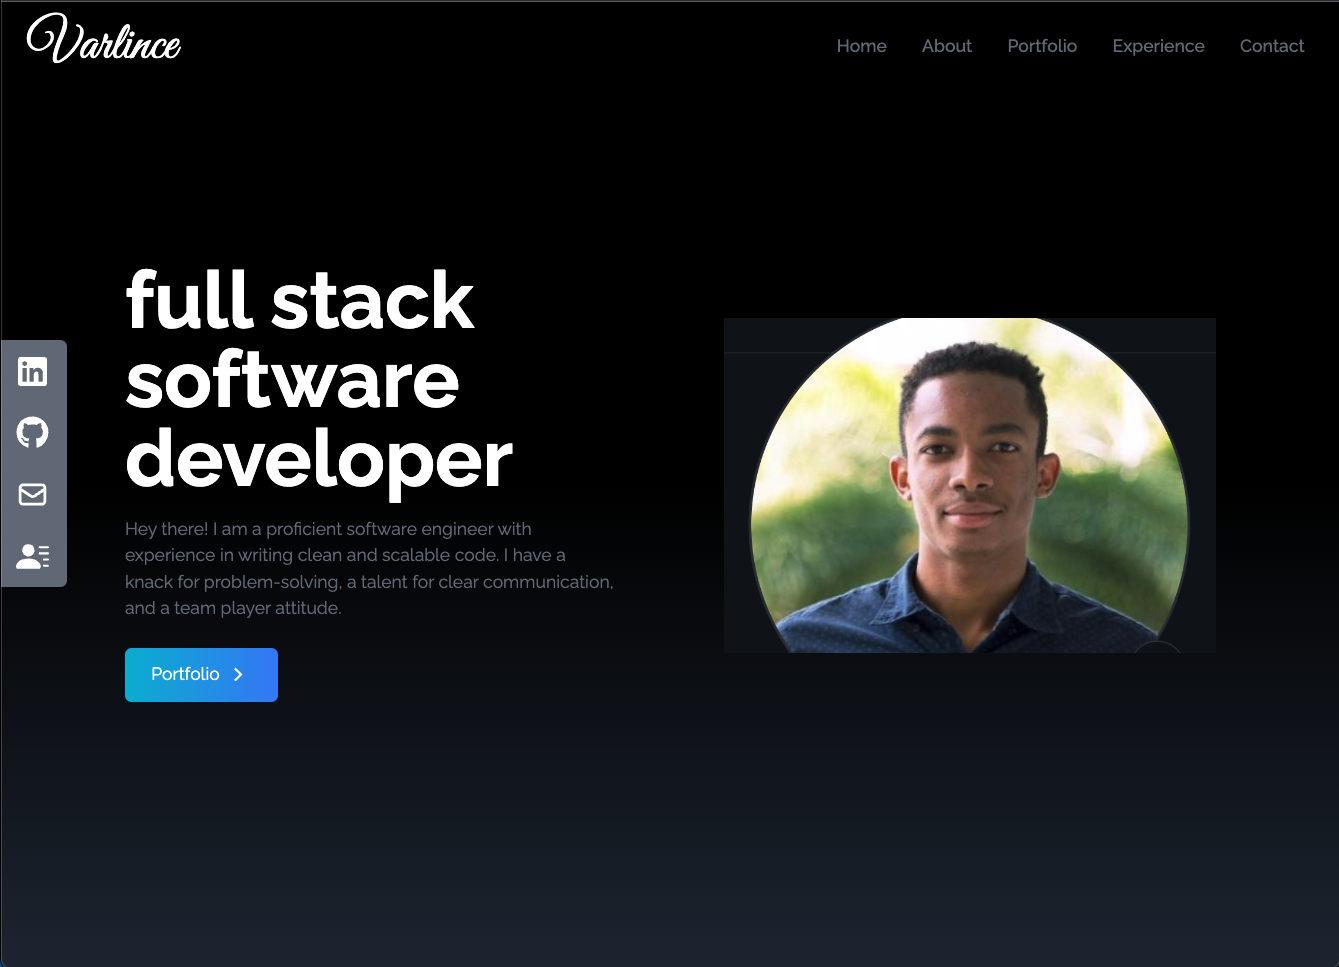 Varlince
Home About Portfolio Experience Contact
full stack
software
developer
in
Hey there! I am a proficient software engineer with
experience in writing clean and scalable code. I have a
knack for problem-solving, a talent for clear communication,
and a team player attitude.
Portfolio